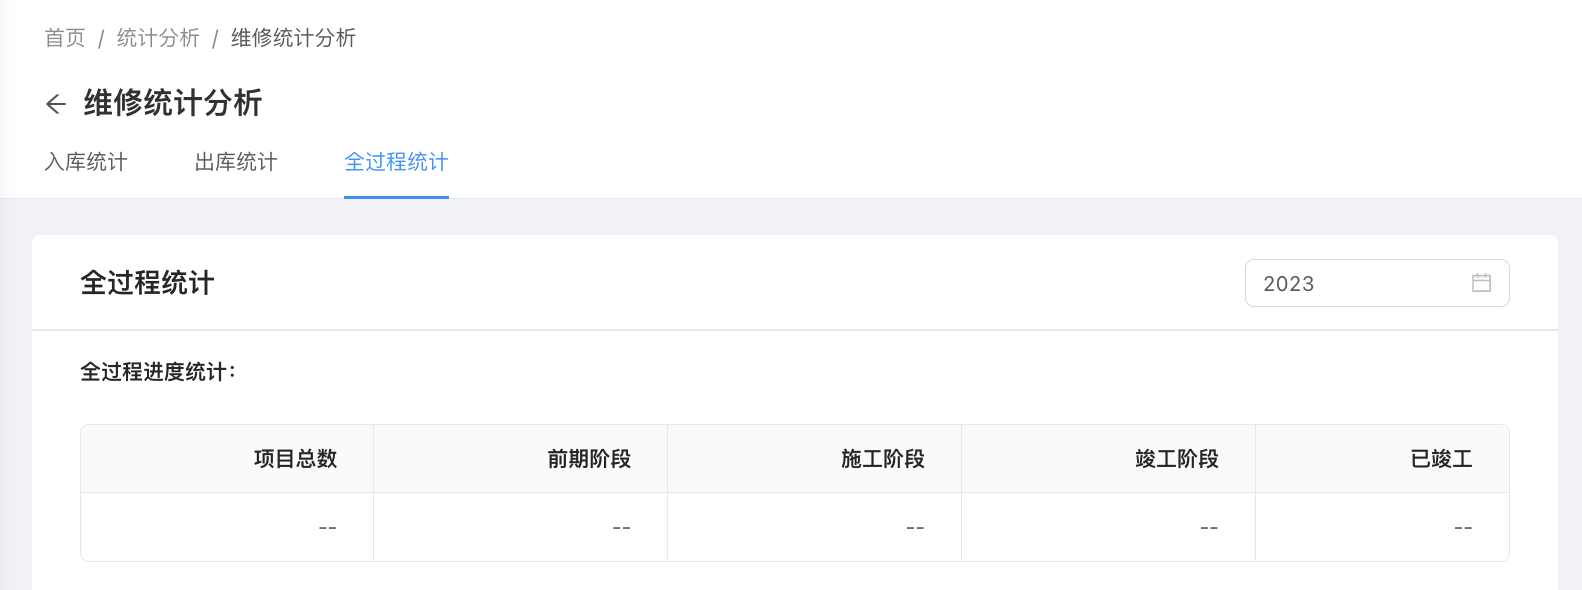 首页 / 统计分析 / 维修统计分析
← 维修统计分析
入库统计 出库统计 全过程统计
全过程统计 2023
全过程进度统计：
项目总数 前期阶段 施工阶段 竣工阶段 已竣工
-- -- -- -- --